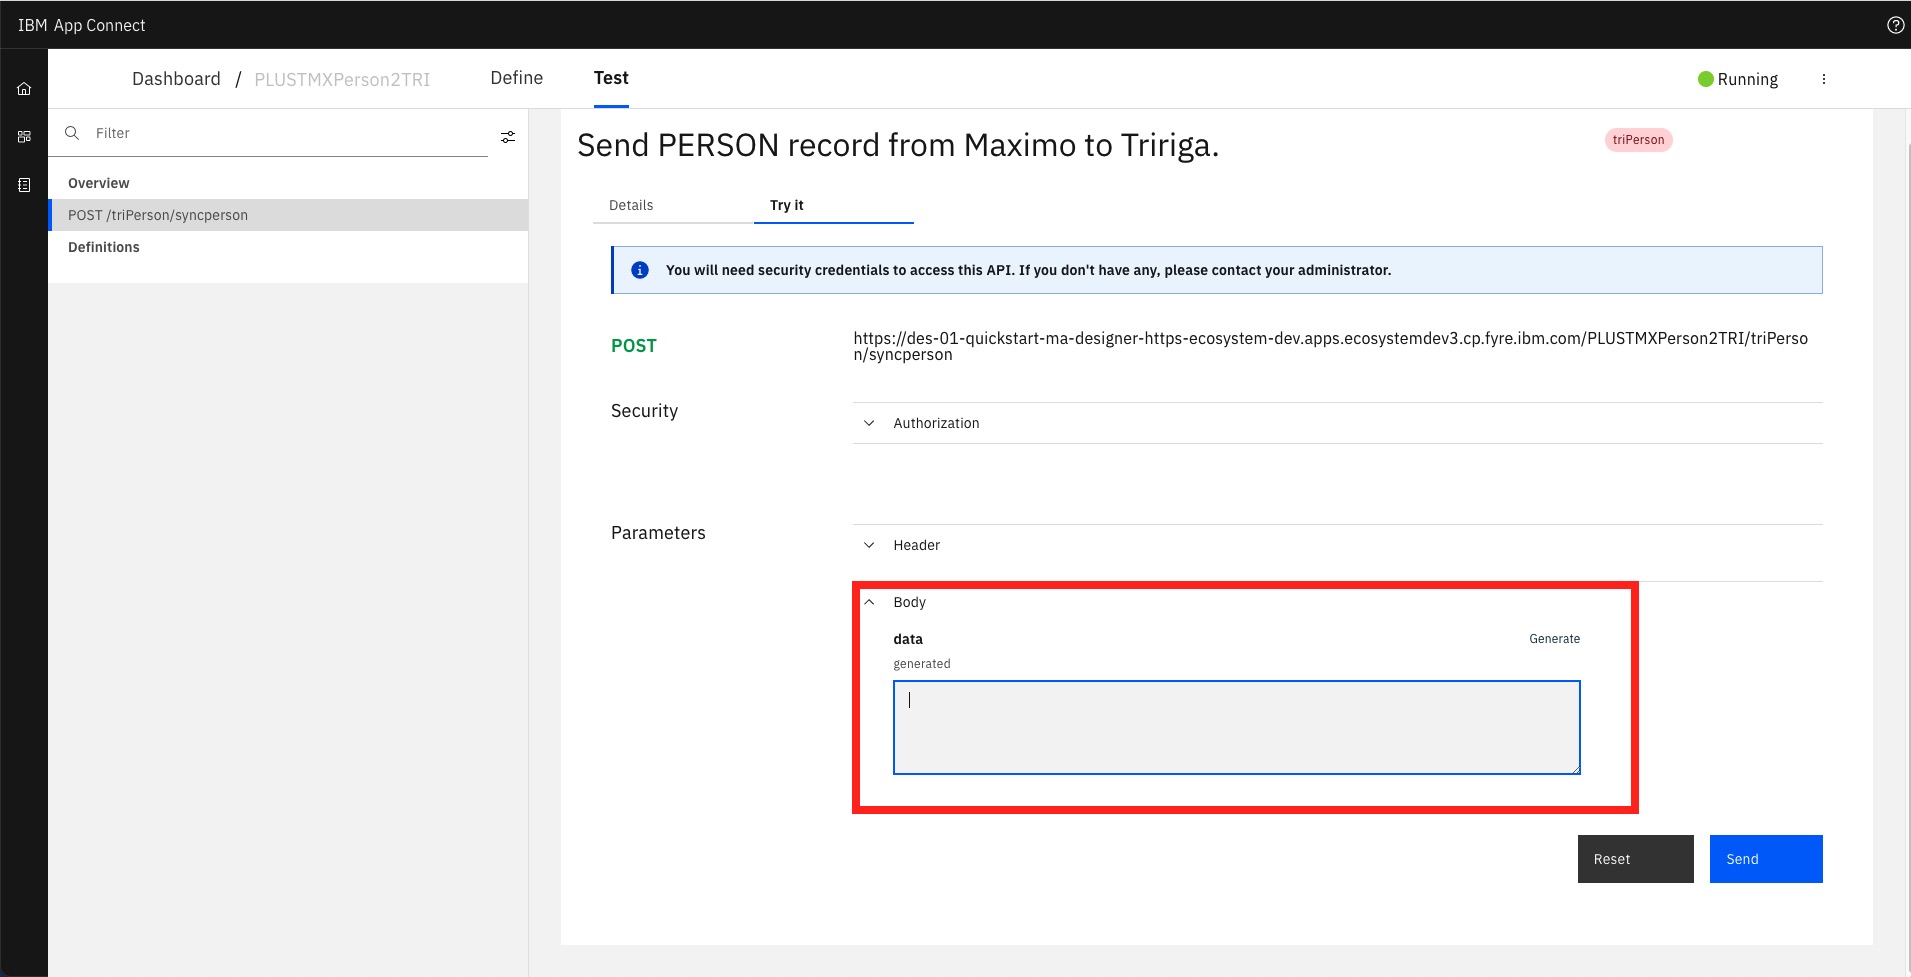 IBM App Connect
Dashboard / PLUSTMXPerson2TRI Define Test Running
Filter
Overview
POST /triPerson/syncperson
Definitions
Send PERSON record from Maximo to Tririga. triPerson
Details Try it
You will need security credentials to access this API. If you don't have any, please contact your administrator.
POST
https://des-01-quickstart-ma-designer-https-ecosystem-dev.apps.ecosystemdev3.cp.fyre.ibm.com/PLUSTMXPerson2TRI/triPerso
n/syncperson
Security
Authorization
Parameters
Header
Body
data Generate
generated
Reset Send